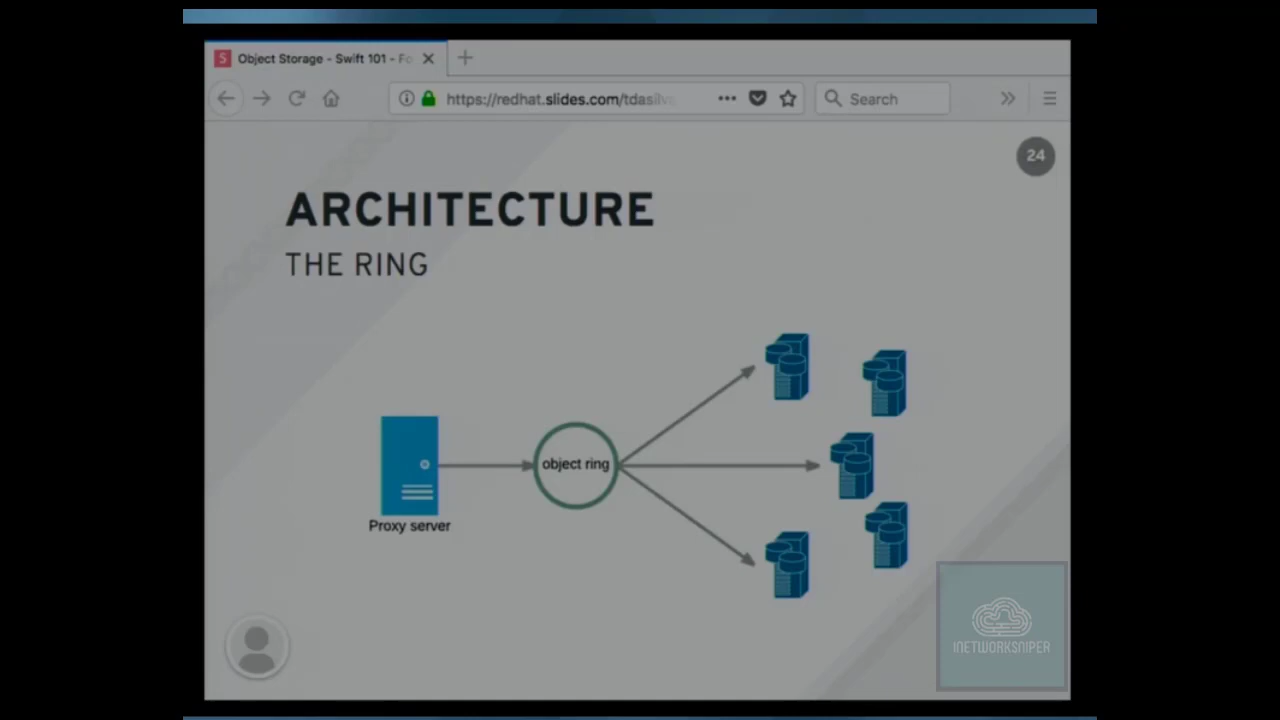 Object Storage - Swift 101 - Fo
https://redhat.slides.com/tdasilva
Search
24
ARCHITECTURE
THE RING
object ring
Proxy server
INETWORKSNIPER